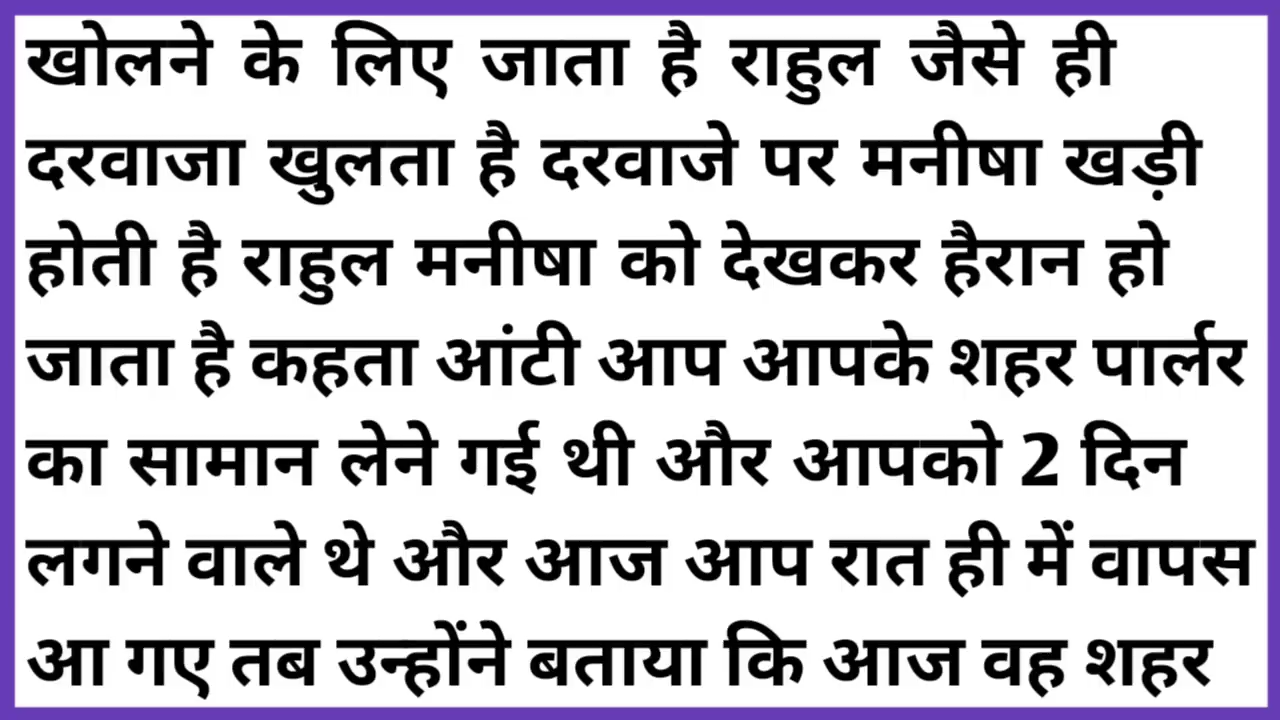 खोलने के लिए जाता है राहुल जैसे ही
दरवाजा खुलता है दरवाजे पर मनीषा खड़ी
होती है राहुल मनीषा को देखकर हैरान हो
जाता है कहता आंटी आप आपके शहर पार्लर
का सामान लेने गई थी और आपको 2 दिन
लगने वाले थे और आज आप रात ही में वापस
आ गए तब उन्होंने बताया कि आज वह शहर